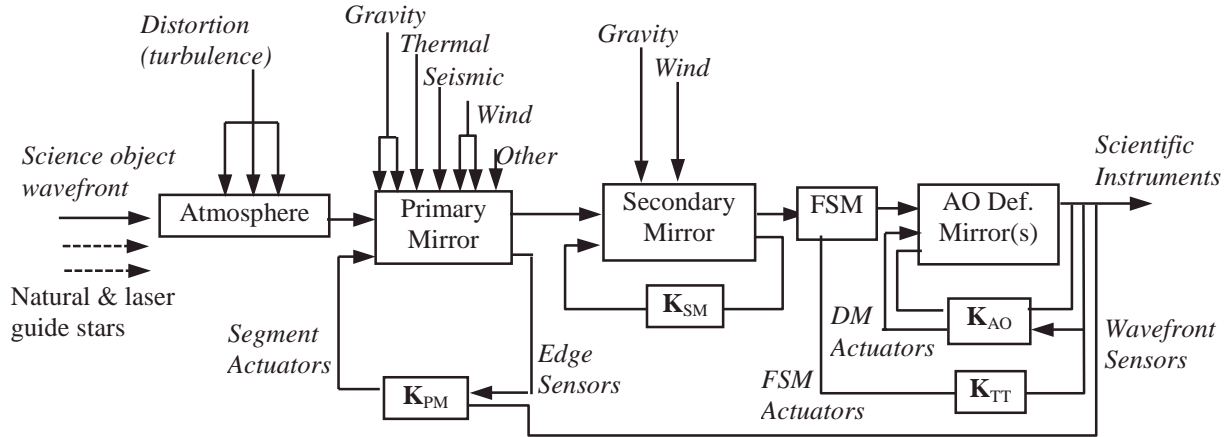 Distortion
(turbulence)
Gravity
Thermal
Seismic
Wind
Other
Gravity
Wind
Science object
wavefront
Atmosphere
Primary
Mirror
Secondary
Mirror
FSM
AO Def.
Mirror(s)
Scientific
Instruments
Natural & laser
guide stars
Segment
Actuators
Edge
Sensors
K_PM
K_SM
DM
Actuators
K_AO
Wavefront
Sensors
FSM
Actuators
K_TT